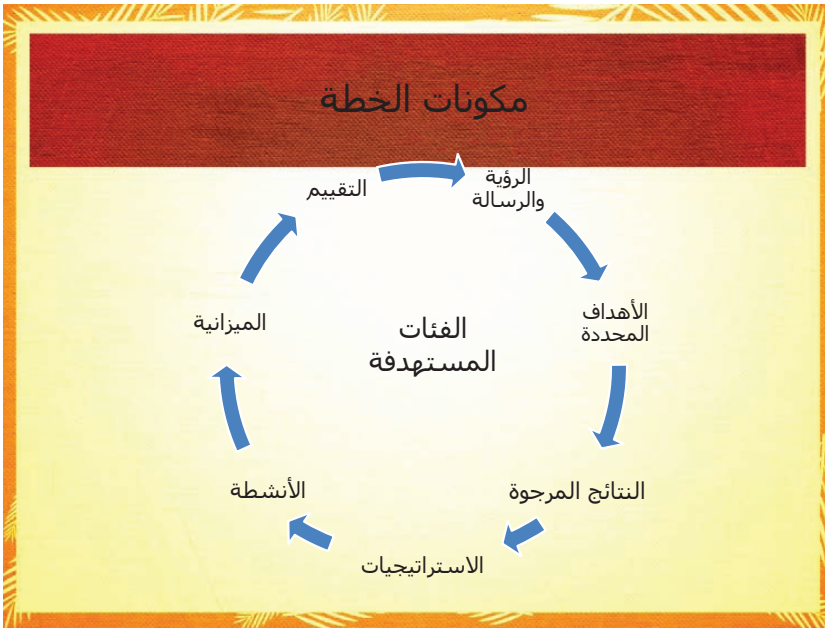 مكونات الخطة
الرؤية
والرسالة
الأهداف
المحددة
النتائج المرجوة
الاستراتيجيات
الأنشطة
الميزانية
التقييم
الفئات
المستهدفة